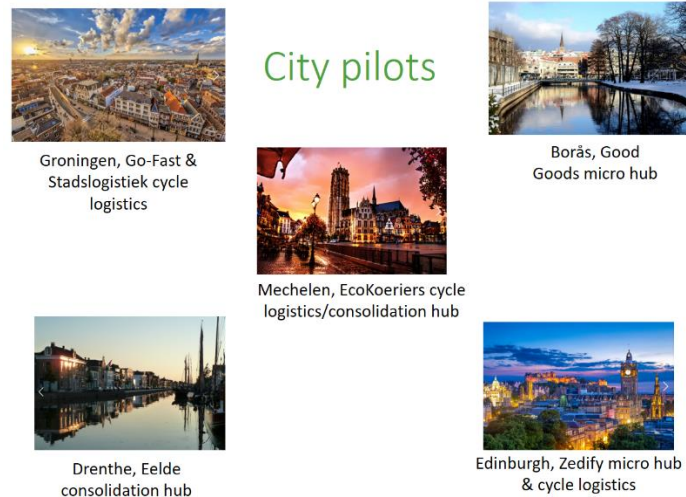 City pilots
Groningen, Go-Fast &
Stadslogistiek cycle
logistics
Borås, Good
Goods micro hub
Mechelen, EcoKoeriers cycle
logistics/consolidation hub
Drenthe, Eelde
consolidation hub
Edinburgh, Zedify micro hub
& cycle logistics